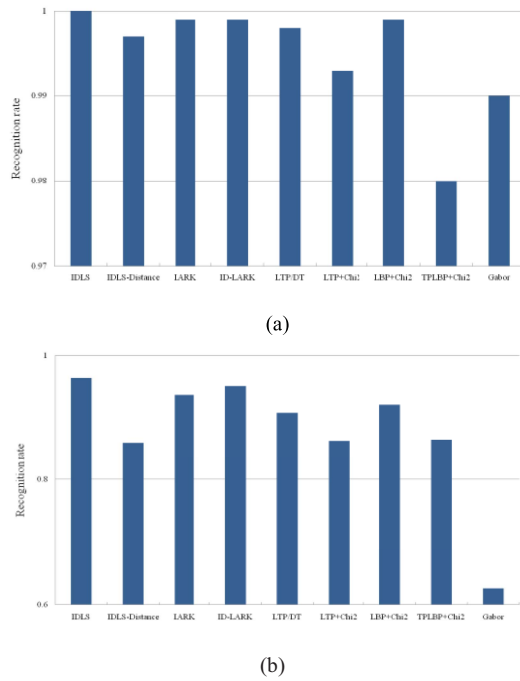 1
0.99
0.98
0.97
Recognition rate
IDLS IDLS-Distance LARK ID-LARK LTP/DT LTP+Chi2 LBP+Chi2 TPLBP+Chi2 Gabor
(a)
1
0.8
0.6
Recognition rate
IDLS IDLS-Distance LARK ID-LARK LTP/DT LTP+Chi2 LBP+Chi2 TPLBP+Chi2 Gabor
(b)